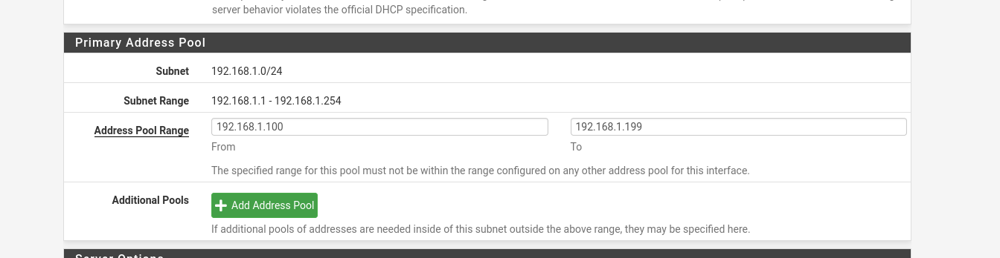 server behavior violates the official DHCP specification.
Primary Address Pool
Subnet 192.168.1.0/24
Subnet Range 192.168.1.1 - 192.168.1.254
Address Pool Range 192.168.1.100 192.168.1.199
From To
The specified range for this pool must not be within the range configured on any other address pool for this interface.
Additional Pools Add Address Pool
If additional pools of addresses are needed inside of this subnet outside the above range, they may be specified here.
Server Options